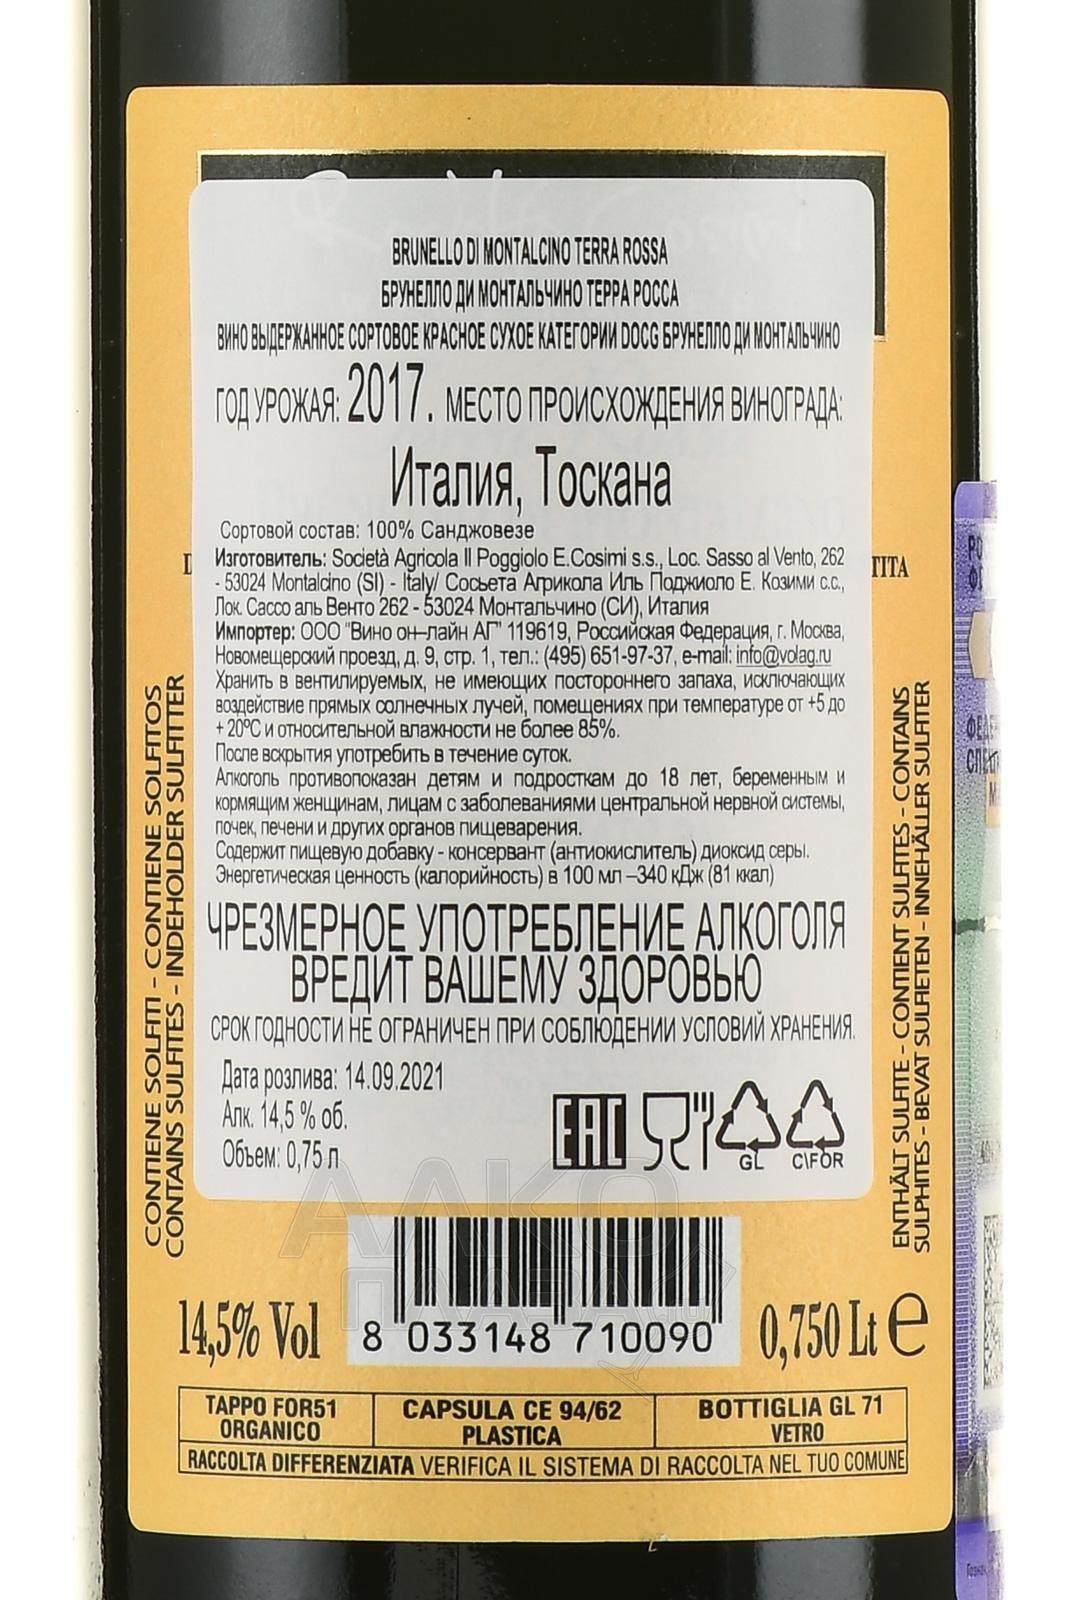 BRUNELLO DI MONTALCINO TERRA ROSSA
БРУНЕЛЛО ДИ МОНТАЛЬЧИНО ТЕРРА РОССА
ВИНО ВЫДЕРЖАННОЕ СОРТОВОЕ КРАСНОЕ СУХОЕ КАТЕГОРИИ DOCG БРУНЕЛЛО ДИ МОНТАЛЬЧИНО
ГОД УРОЖАЯ: 2017. МЕСТО ПРОИСХОЖДЕНИЯ ВИНОГРАДА:
Италия, Тоскана
Сортовой состав: 100% Санджовезе
Изготовитель: Società Agricola Il Poggiolo E.Cosimi s.s., Loc. Sasso al Vento, 262
- 53024 Montalcino (SI) - Italy/ Сосьета Агрикола Иль Поджиоло Е. Козими с.с.,
Лок. Сассо аль Венто 262 - 53024 Монтальчино (СИ), Италия
Импортер: ООО "Вино он–лайн АГ" 119619, Российская Федерация, г. Москва,
Новомещерский проезд, д. 9, стр. 1, тел.: (495) 651-97-37, e-mail: info@volag.ru
Хранить в вентилируемых, не имеющих постороннего запаха, исключающих
воздействие прямых солнечных лучей, помещениях при температуре от +5 до
+ 20ºС и относительной влажности не более 85%.
После вскрытия употребить в течение суток.
Алкоголь противопоказан детям и подросткам до 18 лет, беременным и
кормящим женщинам, лицам с заболеваниями центральной нервной системы,
почек, печени и других органов пищеварения.
Содержит пищевую добавку - консервант (антиокислитель) диоксид серы.
Энергетическая ценность (калорийность) в 100 мл –340 кДж (81 ккал)
ЧРЕЗМЕРНОЕ УПОТРЕБЛЕНИЕ АЛКОГОЛЯ
ВРЕДИТ ВАШЕМУ ЗДОРОВЬЮ
СРОК ГОДНОСТИ НЕ ОГРАНИЧЕН ПРИ СОБЛЮДЕНИИ УСЛОВИЙ ХРАНЕНИЯ.
Дата розлива: 14.09.2021
Алк. 14,5 % об.
Объем: 0,75 л
EAC
GL
C\FOR
TITA
CONTIENE SOLFITI - CONTIENE SOLFITOS
CONTAINS SULFITES - INDEHOLDER SULFITTER
ENTHÄLT SULFITE - CONTIENT SULFITES - CONTAINS
SULPHITES - BEVAT SULFIETEN - INNEHÅLLER SULFITER
АЛКО
ПЛАЗА
14,5% Vol
8 033148 710090
0,750 Lt e
TAPPO FOR51
ORGANICO
CAPSULA CE 94/62
PLASTICA
BOTTIGLIA GL 71
VETRO
RACCOLTA DIFFERENZIATA VERIFICA IL SISTEMA DI RACCOLTA NEL TUO COMUNE